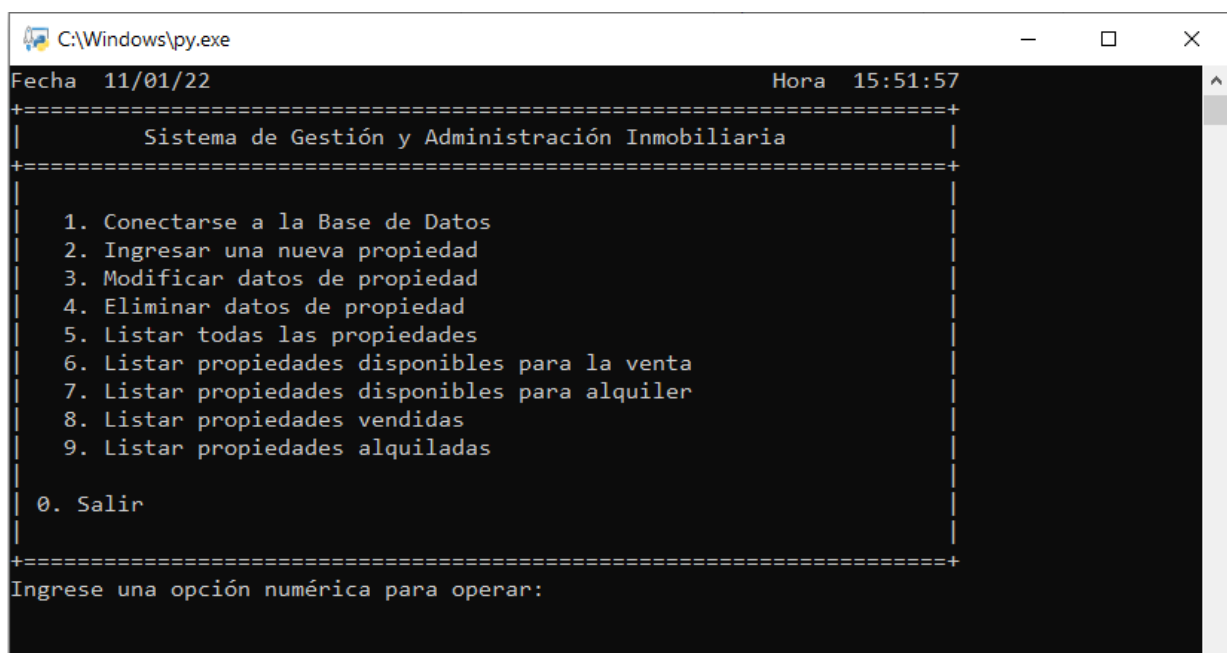 C:\Windows\py.exe
Fecha  11/01/22                                          Hora  15:51:57
+=====================================================================+
|         Sistema de Gestión y Administración Inmobiliaria            |
+=====================================================================+
|                                                                     |
|   1. Conectarse a la Base de Datos                                  |
|   2. Ingresar una nueva propiedad                                   |
|   3. Modificar datos de propiedad                                   |
|   4. Eliminar datos de propiedad                                    |
|   5. Listar todas las propiedades                                   |
|   6. Listar propiedades disponibles para la venta                   |
|   7. Listar propiedades disponibles para alquiler                   |
|   8. Listar propiedades vendidas                                    |
|   9. Listar propiedades alquiladas                                  |
|                                                                     |
| 0. Salir                                                            |
|                                                                     |
+=====================================================================+
Ingrese una opción numérica para operar: